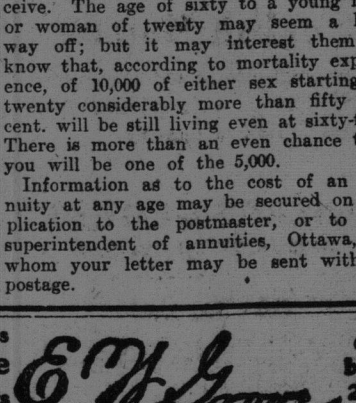 ceive. The age of sixty to a young
or woman of twenty may seem a
way off; but it may interest them
know that, according to mortality exp
ence, of 10,000 of either sex starting
twenty considerably more than fifty
cent. will be still living even at sixty-
There is more than an even chance t
you will be one of the 5,000.
Information as to the cost of an
nuity at any age may be secured on
plication to the postmaster, or to
superintendent of annuities, Ottawa,
whom your letter may be sent with
postage.
s
e
s
E. W. Grove
b